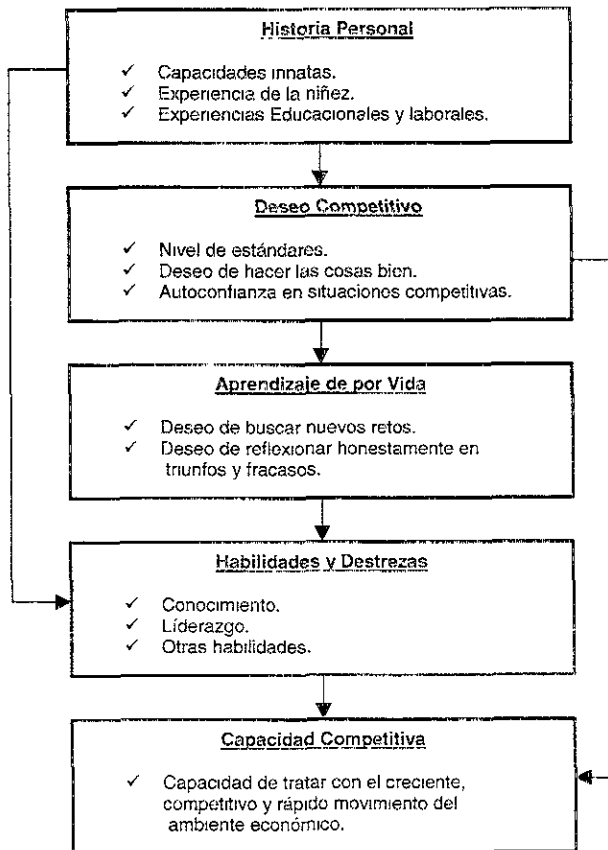 Historia Personal
✓ Capacidades innatas.
✓ Experiencia de la niñez.
✓ Experiencias Educacionales y laborales.
Deseo Competitivo
✓ Nivel de estándares.
✓ Deseo de hacer las cosas bien.
✓ Autoconfianza en situaciones competitivas.
Aprendizaje de por Vida
✓ Deseo de buscar nuevos retos.
✓ Deseo de reflexionar honestamente en
triunfos y fracasos.
Habilidades y Destrezas
✓ Conocimiento.
✓ Líderazgo.
✓ Otras habilidades.
Capacidad Competitiva
✓ Capacidad de tratar con el creciente,
competitivo y rápido movimiento del
ambiente económico.